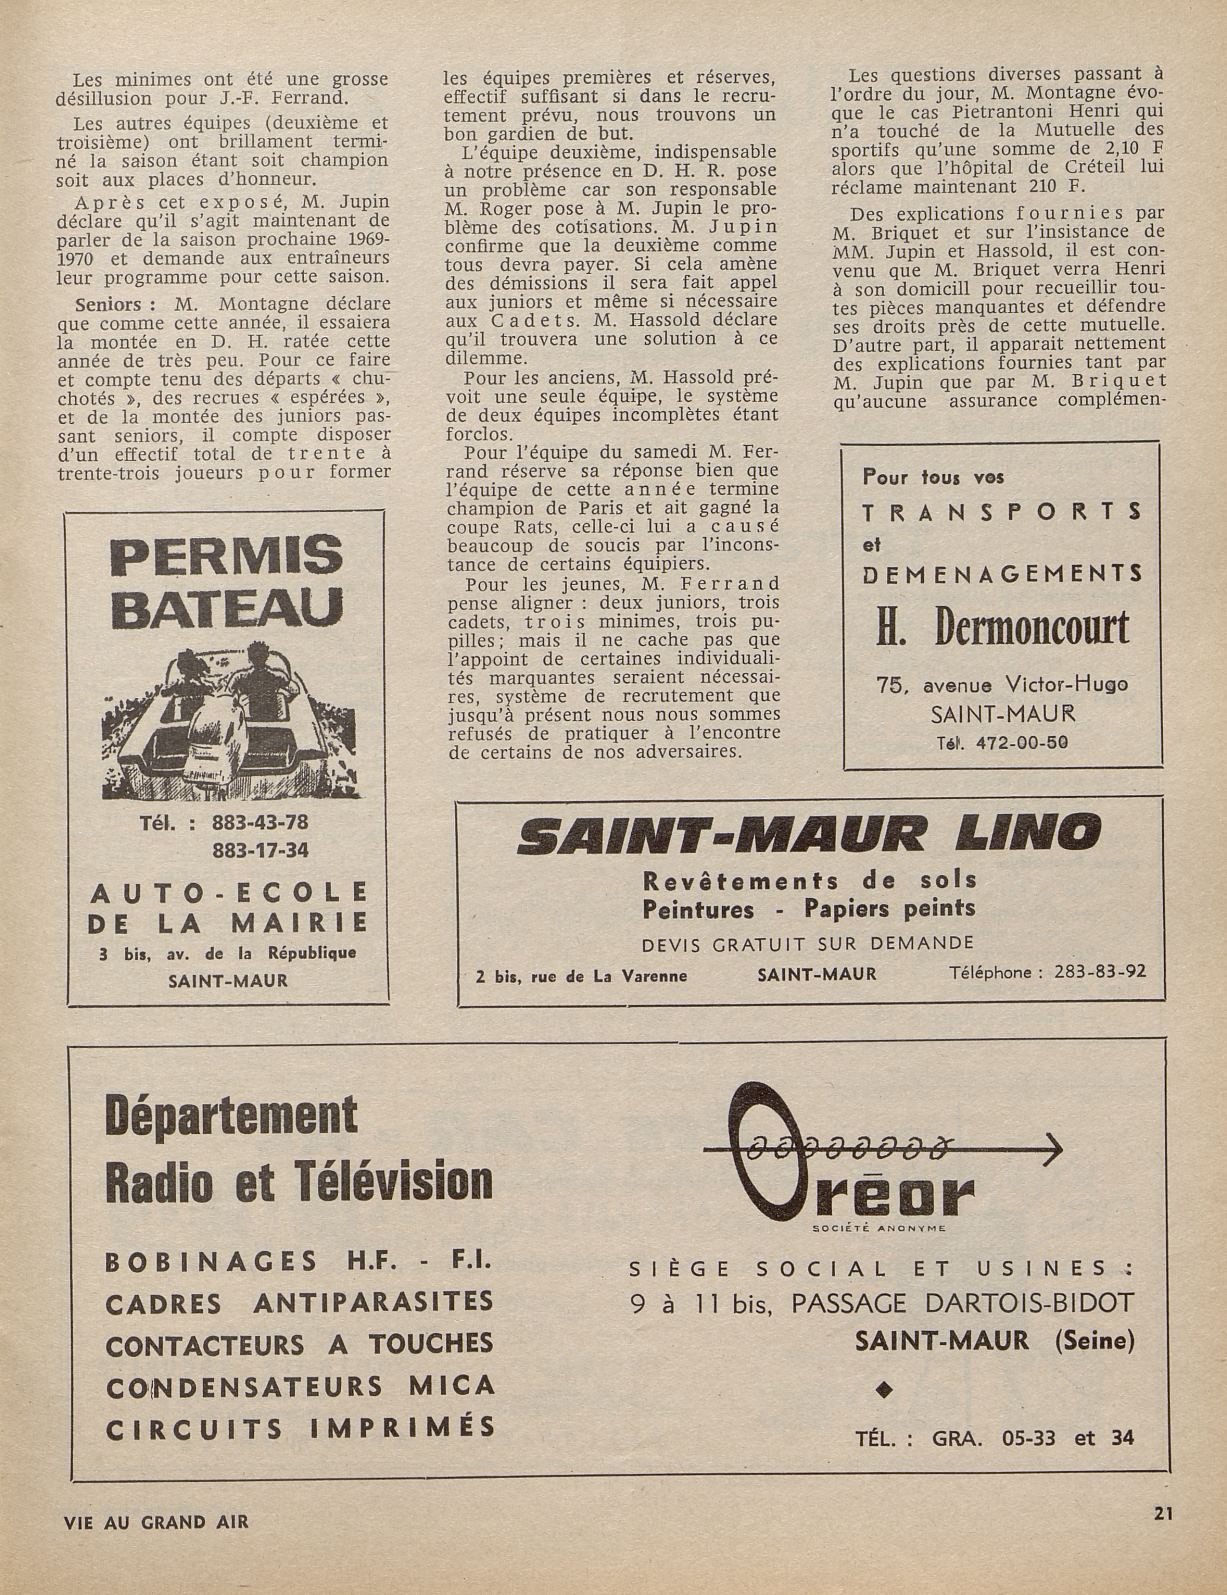 Les minimes ont été une grosse
désillusion pour J.-F. Ferrand.
Les autres équipes (deuxième et
troisième) ont brillament termi-
né la saison étant soit champion
soit aux places d'honneur.
Après cet exposé, M. Jupin
déclare qu'il s'agit maintenant de
parler de la saison prochaine 1969-
1970 et demande aux entraîneurs
leur programme pour cette saison.
Seniors : M. Montagne déclare
que comme cette année, il essaiera
la montée en D. H. ratée cette
année de très peu. Pour ce faire
et compte tenu des départs « chu-
chotés », des recrues « espérées »,
et de la montée des juniors pas-
sant seniors, il compte disposer
d'un effectif total de trente à
trente-trois joueurs pour former
les équipes premières et réserves,
effectif suffisant si dans le recru-
tement prévu, nous trouvons un
bon gardien de but.
L'équipe deuxième, indispensable
à notre présence en D. H. R. pose
un problème car son responsable
M. Roger pose à M. Jupin le pro-
blème des cotisations. M. Jupin
confirme que la deuxième comme
tous devra payer. Si cela amène
des démissions il sera fait appel
aux juniors et même si nécessaire
aux Cadets. M. Hassold déclare
qu'il trouvera une solution à ce
dilemme.
Pour les anciens, M. Hassold pré-
voit une seule équipe, le système
de deux équipes incomplètes étant
forclos.
Pour l'équipe du samedi M. Fer-
rand réserve sa réponse bien que
l'équipe de cette année termine
champion de Paris et ait gagné la
coupe Rats, celle-ci lui a causé
beaucoup de soucis par l'incons-
tance de certains équipiers.
Pour les jeunes, M. Ferrand
pense aligner : deux juniors, trois
cadets, trois minimes, trois pu-
pilles ; mais il ne cache pas que
l'appoint de certaines individuali-
tés marquantes seraient nécessai-
res, système de recrutement que
jusqu'à présent nous nous sommes
refusés de pratiquer à l'encontre
de certains de nos adversaires.
Les questions diverses passant à
l'ordre du jour, M. Montagne évo-
que le cas Pietrantoni Henri qui
n'a touché de la Mutuelle des
sportifs qu'une somme de 2,10 F
alors que l'hôpital de Créteil lui
réclame maintenant 210 F.
Des explications fournies par
M. Briquet et sur l'insistance de
MM. Jupin et Hassold, il est con-
venu que M. Briquet verra Henri
à son domicill pour recueillir tou-
tes pièces manquantes et défendre
ses droits près de cette mutuelle.
D'autre part, il apparait nettement
des explications fournies tant par
M. Jupin que par M. Briquet
qu'aucune assurance complémen-
PERMIS
BATEAU
Tél. : 883-43-78
883-17-34
AUTO-ECOLE
DE LA MAIRIE
3 bis, av. de la République
SAINT-MAUR
Pour tous vos
TRANSPORTS
et
DEMENAGEMENTS
H. Dermoncourt
75, avenue Victor-Hugo
SAINT-MAUR
Tél. 472-00-50
SAINT-MAUR LINO
Revêtements de sols
Peintures - Papiers peints
DEVIS GRATUIT SUR DEMANDE
2 bis, rue de La Varenne SAINT-MAUR Téléphone : 283-83-92
Département
Radio et Télévision
BOBINAGES H.F. - F.I.
CADRES ANTIPARASITES
CONTACTEURS A TOUCHES
CONDENSATEURS MICA
CIRCUITS IMPRIMÉS
Oréor
SOCIÉTÉ ANONYME
SIÈGE SOCIAL ET USINES :
9 à 11 bis, PASSAGE DARTOIS-BIDOT
SAINT-MAUR (Seine)
TÉL. : GRA. 05-33 et 34
VIE AU GRAND AIR
21